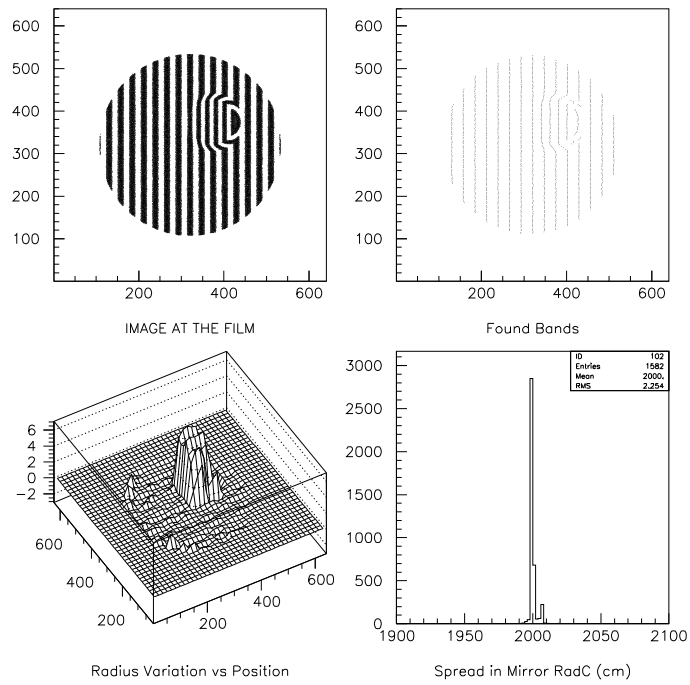 600
500
400
300
200
100
200 400 600
IMAGE AT THE FILM
600
500
400
300
200
100
200 400 600
Found Bands
6
4
2
0
-2
600
400
200
200
400
600
Radius Variation vs Position
ID 102
Entries 1582
Mean 2000.
RMS 2.254
3000
2500
2000
1500
1000
500
0
1900 1950 2000 2050 2100
Spread in Mirror RadC (cm)